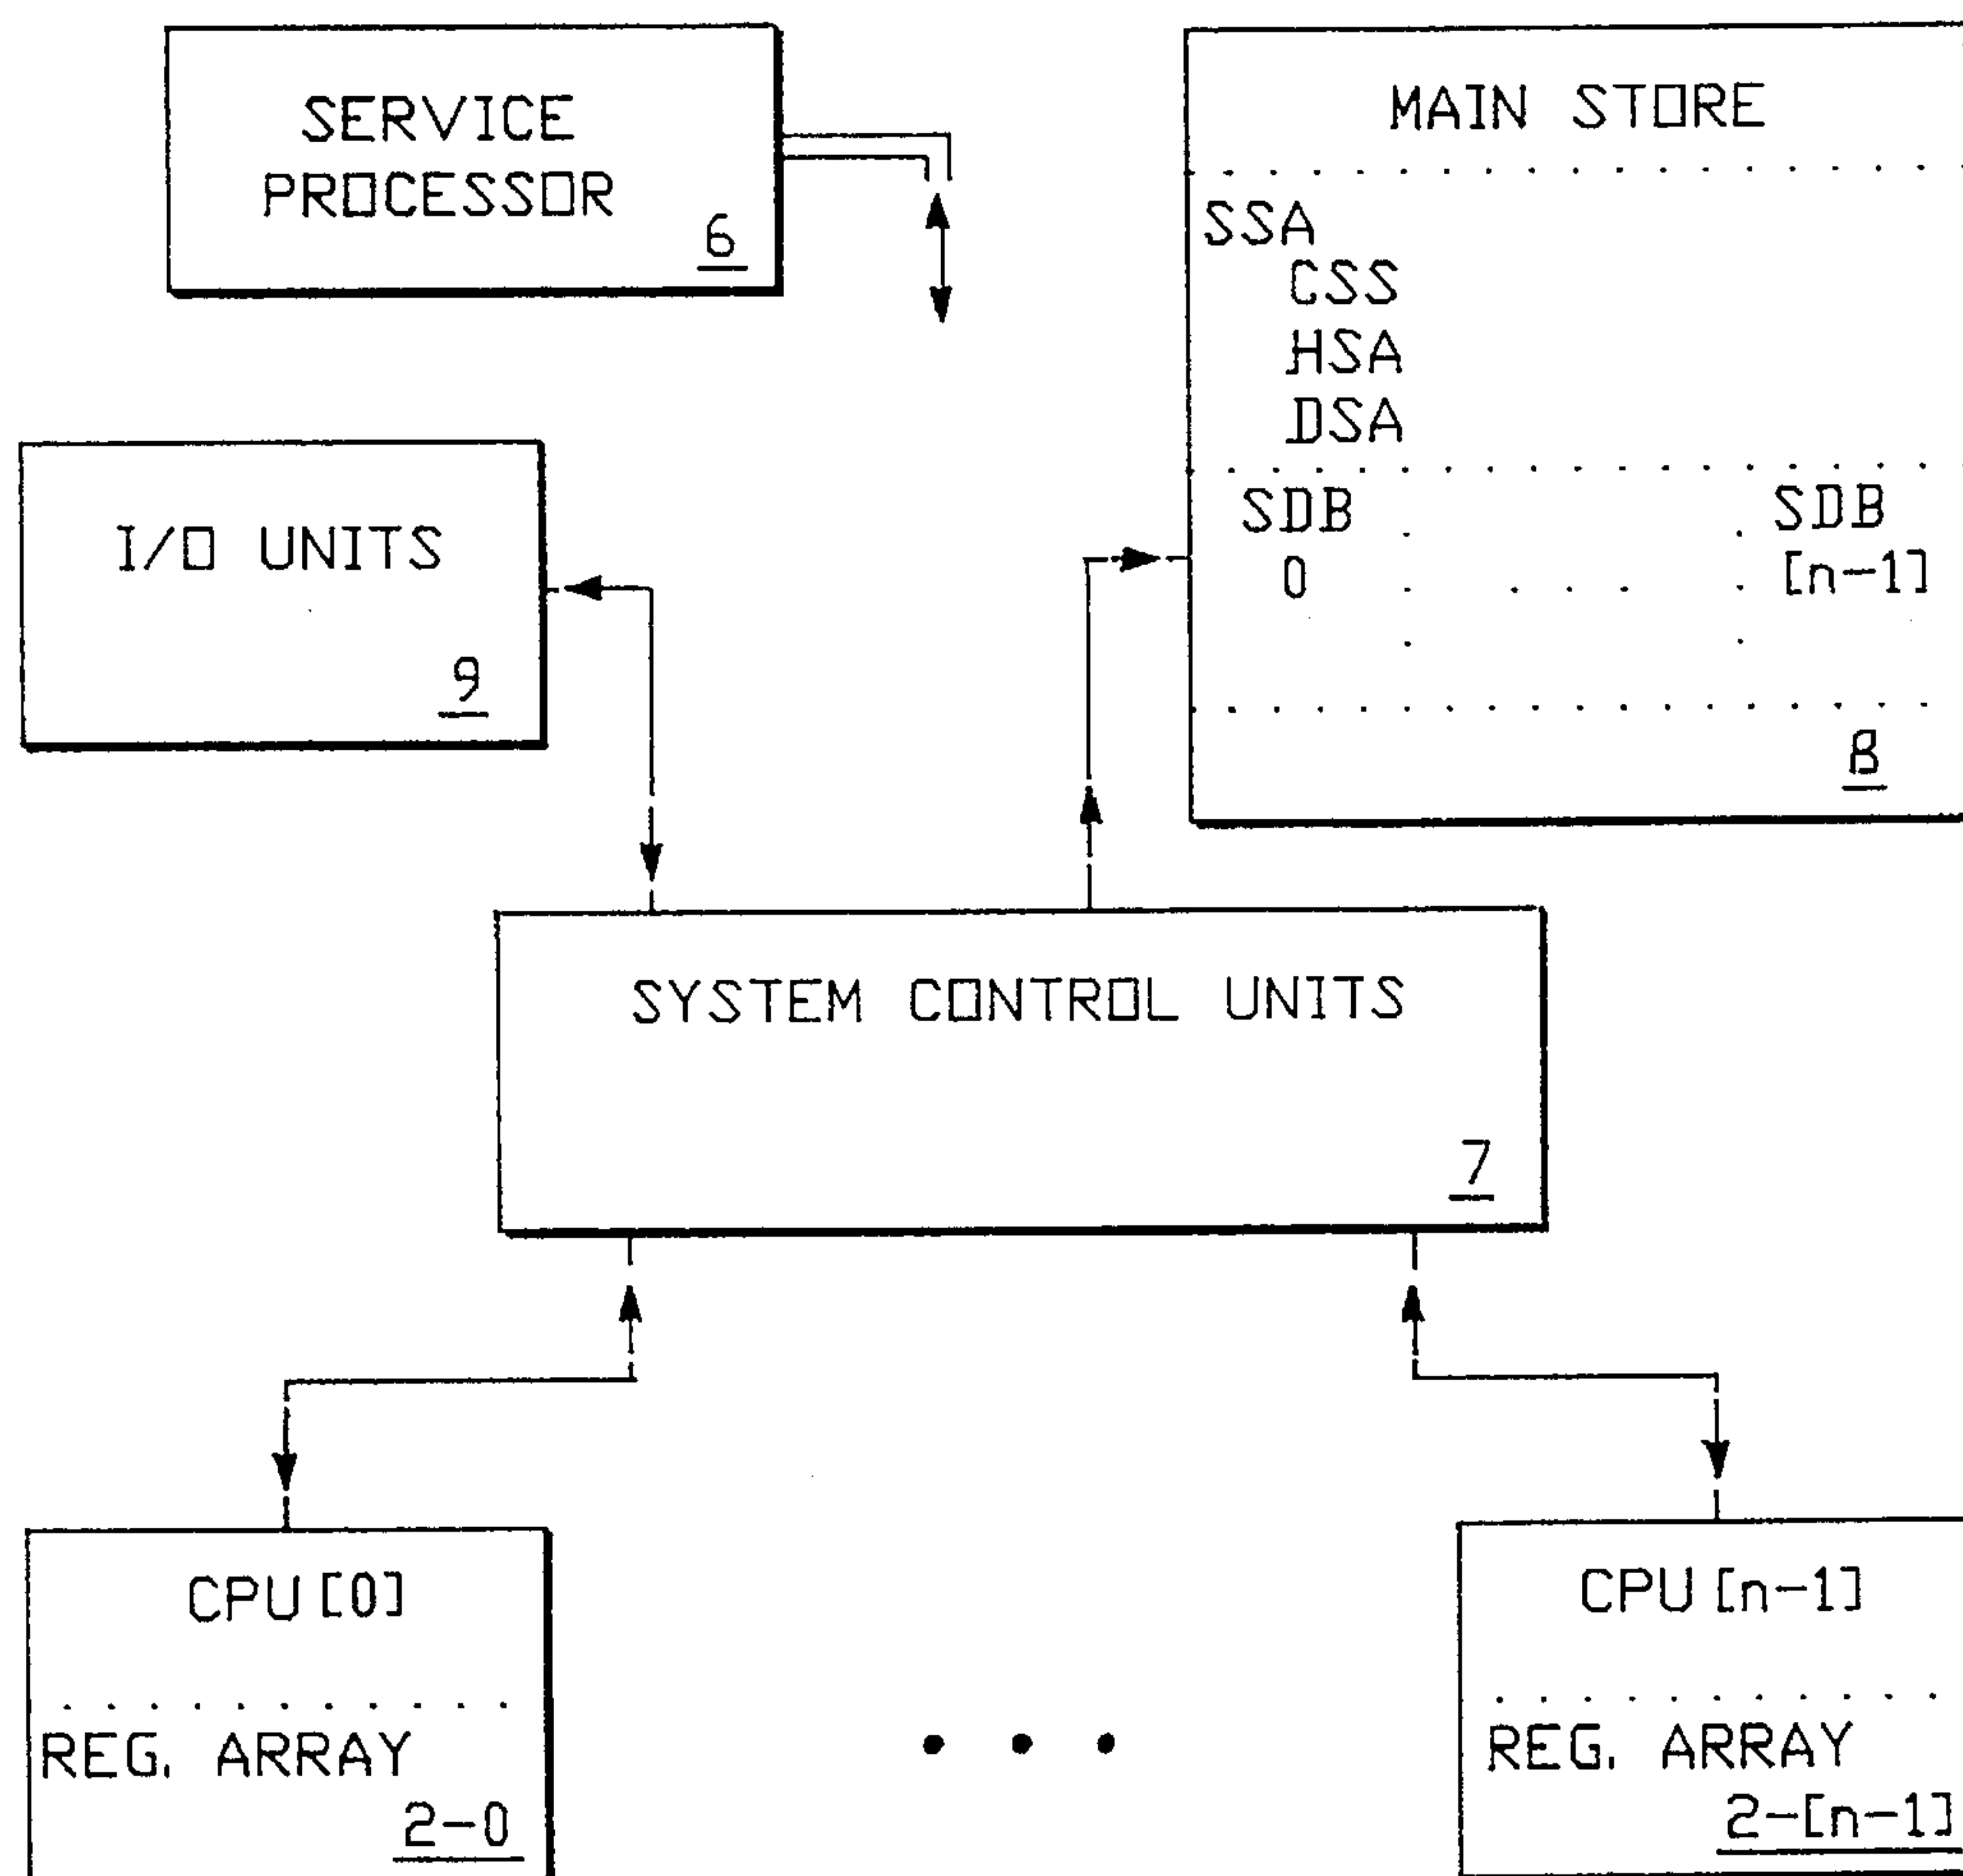 SERVICE
PROCESSOR
6
MAIN STORE
SSA
CSS
HSA
DSA
SDB SDB
0 [n-1]
8
I/O UNITS
9
SYSTEM CONTROL UNITS
7
CPU[0]
REG. ARRAY
2-0
CPU[n-1]
REG. ARRAY
2-[n-1]